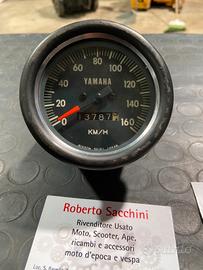 60 80 100
40 120
20 140
0 160
YAMAHA
13787
KM/H
Roberto Sacchini
Rivenditore Usato
Moto, Scooter, Ape,
ricambi e accessori
moto d'epoca e vespa